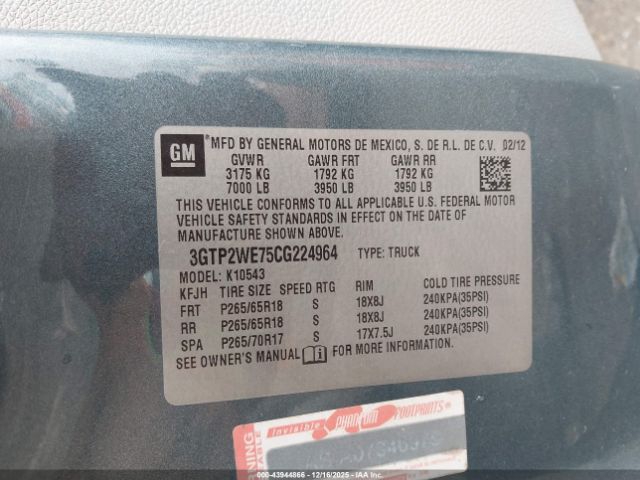 GM
MFD BY GENERAL MOTORS DE MEXICO, S. DE R.L. DE C.V. 02/12
GVWR GAWR FRT GAWR RR
3175 KG 1792 KG 1792 KG
7000 LB 3950 LB 3950 LB
THIS VEHICLE CONFORMS TO ALL APPLICABLE U.S. FEDERAL MOTOR
VEHICLE SAFETY STANDARDS IN EFFECT ON THE DATE OF
MANUFACTURE SHOWN ABOVE.
3GTP2WE75CG224964 TYPE: TRUCK
MODEL: K10543
KFJH TIRE SIZE SPEED RTG RIM COLD TIRE PRESSURE
FRT P265/65R18 S 18X8J 240KPA(35PSI)
RR P265/65R18 S 18X8J 240KPA(35PSI)
SPA P265/70R17 S 17X7.5J 240KPA(35PSI)
SEE OWNER'S MANUAL FOR MORE INFORMATION.
Invisible PHANTOM FOOTPRINTS
© 43944866 - 12/16/2025 - IAAI.COM